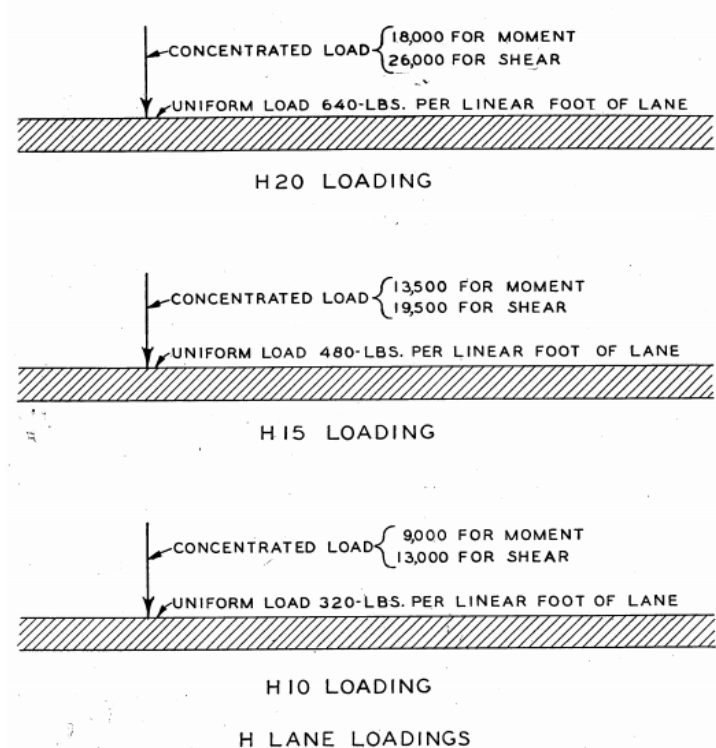 CONCENTRATED LOAD { 18,000 FOR MOMENT
26,000 FOR SHEAR
UNIFORM LOAD 640-LBS. PER LINEAR FOOT OF LANE
H20 LOADING
CONCENTRATED LOAD { 13,500 FOR MOMENT
19,500 FOR SHEAR
UNIFORM LOAD 480-LBS. PER LINEAR FOOT OF LANE
H15 LOADING
CONCENTRATED LOAD { 9,000 FOR MOMENT
13,000 FOR SHEAR
UNIFORM LOAD 320-LBS. PER LINEAR FOOT OF LANE
H10 LOADING
H LANE LOADINGS